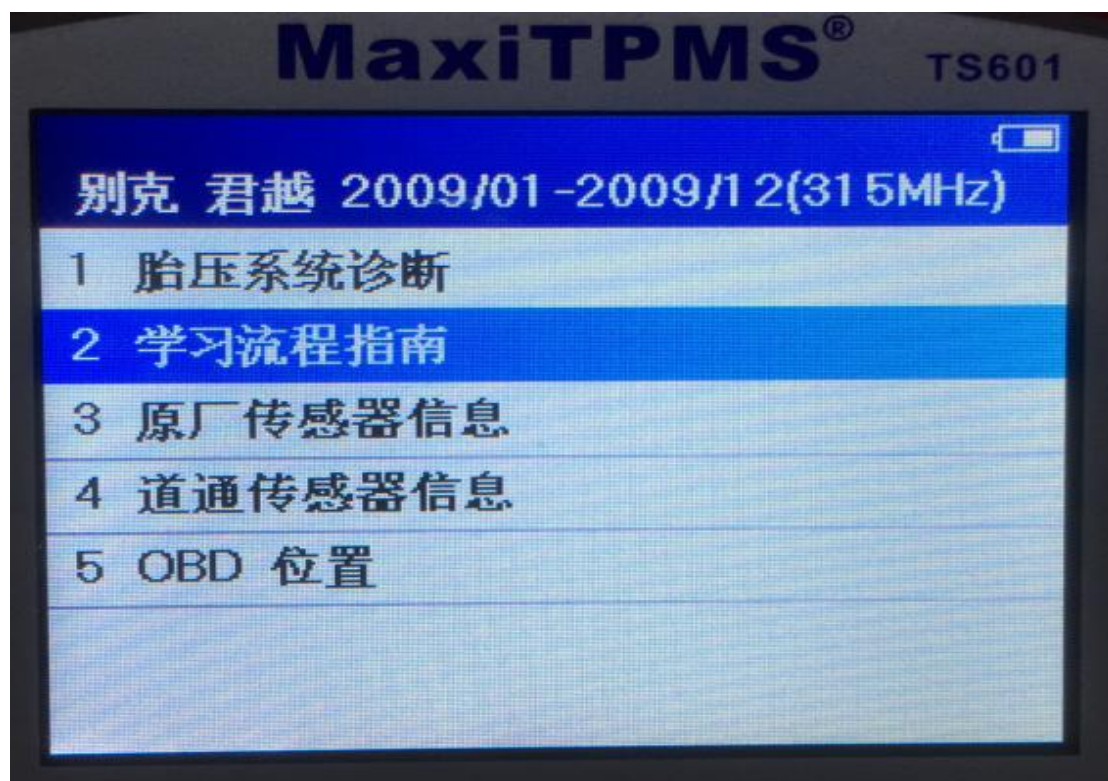 MaxiTPMS® TS601
别克 君越 2009/01-2009/12(315MHz)
1 胎压系统诊断
2 学习流程指南
3 原厂传感器信息
4 道通传感器信息
5 OBD 位置